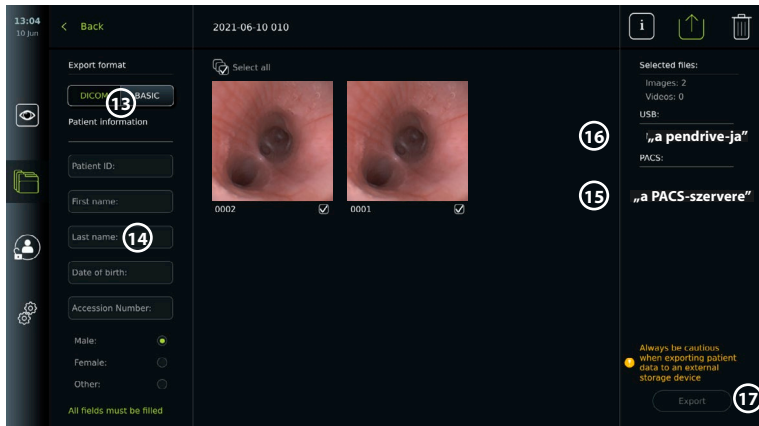 13:04
10 Jun
Back
2021-06-10 010
i
Export format
DICOM
BASIC
13
Patient information
Patient ID:
First name:
Last name:
14
Date of birth:
Accession Number:
Male:
Female:
Other:
All fields must be filled
Select all
0002
0001
Selected files:
Images: 2
Videos: 0
USB:
16
„a pendrive-ja”
PACS:
15
„a PACS-szervere”
Always be cautious
when exporting patient
data to an external
storage device
Export
17